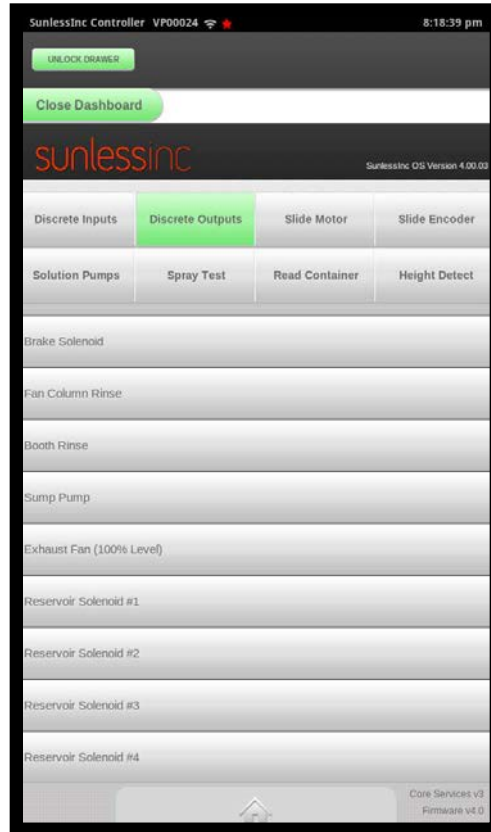 SunlessInc Controller VP00024 8:18:39 pm
UNLOCK DRAWER
Close Dashboard
sunlessinc
SunlessInc OS Version 4.00.03
Discrete Inputs Discrete Outputs Slide Motor Slide Encoder
Solution Pumps Spray Test Read Container Height Detect
Brake Solenoid
Fan Column Rinse
Booth Rinse
Sump Pump
Exhaust Fan (100% Level)
Reservoir Solenoid #1
Reservoir Solenoid #2
Reservoir Solenoid #3
Reservoir Solenoid #4
Core Services v3
Firmware v4.0